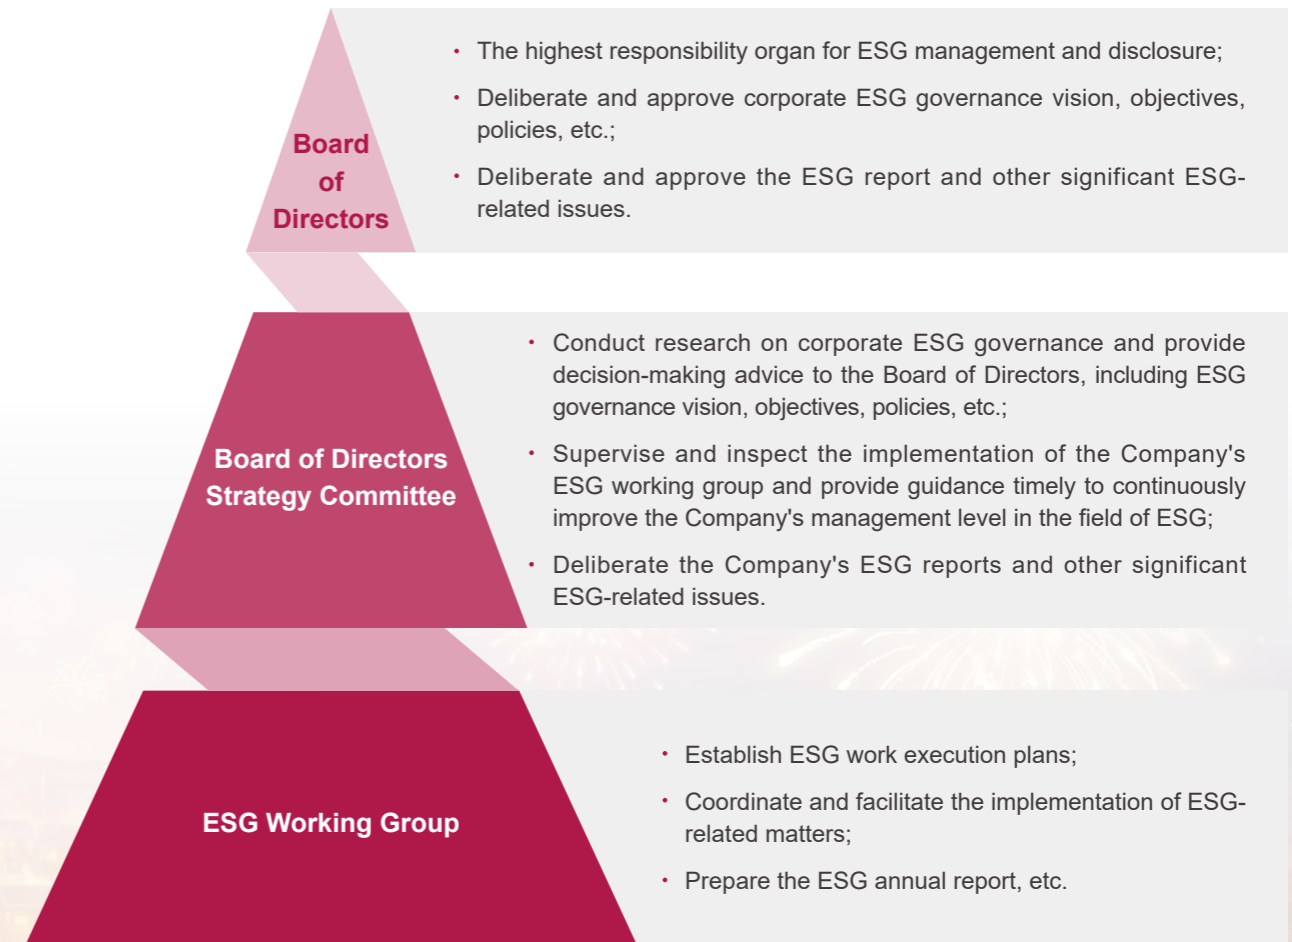 Board
of
Directors
• The highest responsibility organ for ESG management and disclosure;
• Deliberate and approve corporate ESG governance vision, objectives,
policies, etc.;
• Deliberate and approve the ESG report and other significant ESG-
related issues.
Board of Directors
Strategy Committee
• Conduct research on corporate ESG governance and provide
decision-making advice to the Board of Directors, including ESG
governance vision, objectives, policies, etc.;
• Supervise and inspect the implementation of the Company's
ESG working group and provide guidance timely to continuously
improve the Company's management level in the field of ESG;
• Deliberate the Company's ESG reports and other significant
ESG-related issues.
ESG Working Group
• Establish ESG work execution plans;
• Coordinate and facilitate the implementation of ESG-
related matters;
• Prepare the ESG annual report, etc.